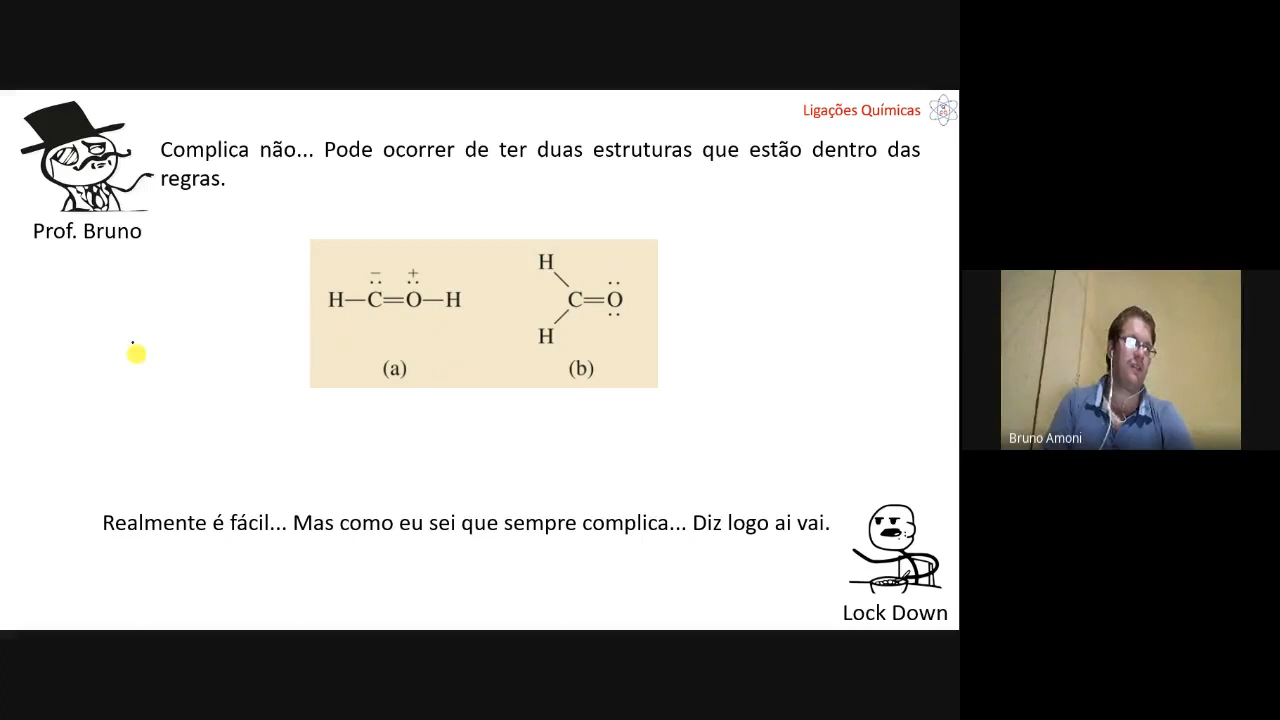 Ligações Químicas
Complica não... Pode ocorrer de ter duas estruturas que estão dentro das
regras.
Prof. Bruno
H—C̈=Ö—H
− +
(a)
H
C=O
H
(b)
Bruno Amoni
Realmente é fácil... Mas como eu sei que sempre complica... Diz logo ai vai.
Lock Down